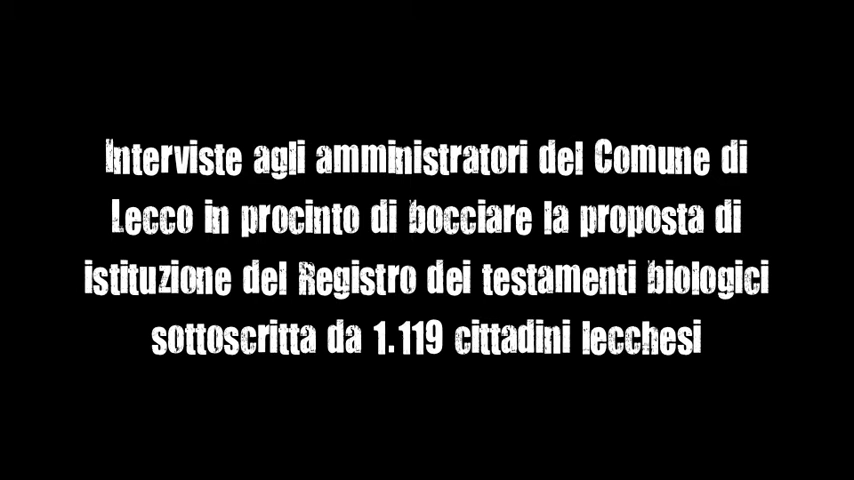 Interviste agli amministratori del Comune di
Lecco in procinto di bocciare la proposta di
istituzione del Registro dei testamenti biologici
sottoscritta da 1.119 cittadini lecchesi